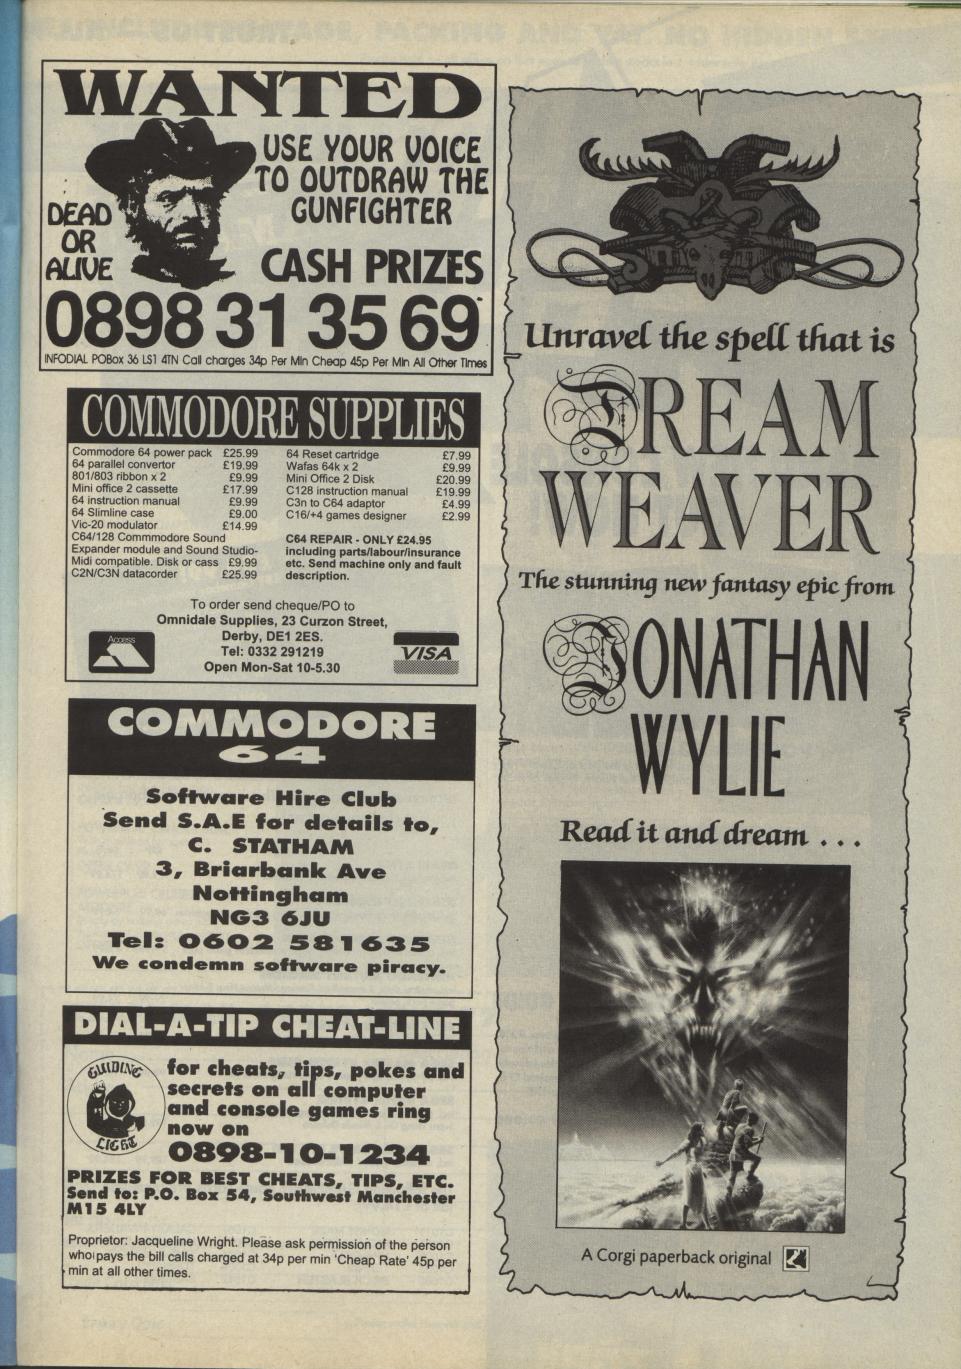 WANTED
USE YOUR VOICE
TO OUTDRAW THE
GUNFIGHTER
DEAD
OR
ALIVE
CASH PRIZES
0898 31 35 69
INFODIAL POBox 36 LS1 4TN Call charges 34p Per Min Cheap 45p Per Min All Other Times
COMMODORE SUPPLIES
Commodore 64 power pack £25.99
64 parallel convertor £19.99
801/803 ribbon x 2 £9.99
Mini office 2 cassette £17.99
64 instruction manual £9.99
64 Slimline case £9.00
Vic-20 modulator £14.99
C64/128 Commmodore Sound
Expander module and Sound Studio-
Midi compatible. Disk or cass £9.99
C2N/C3N datacorder £25.99
64 Reset cartridge £7.99
Wafas 64k x 2 £9.99
Mini Office 2 Disk £20.99
C128 instruction manual £19.99
C3n to C64 adaptor £4.99
C16/+4 games designer £2.99
C64 REPAIR - ONLY £24.95
including parts/labour/insurance
etc. Send machine only and fault
description.
To order send cheque/PO to
Omnidale Supplies, 23 Curzon Street,
Derby, DE1 2ES.
Tel: 0332 291219
Open Mon-Sat 10-5.30
Access
VISA
COMMODORE
64
Software Hire Club
Send S.A.E for details to,
C. STATHAM
3, Briarbank Ave
Nottingham
NG3 6JU
Tel: 0602 581635
We condemn software piracy.
DIAL-A-TIP CHEAT-LINE
GUIDING
LIGHT
for cheats, tips, pokes and
secrets on all computer
and console games ring
now on
0898-10-1234
PRIZES FOR BEST CHEATS, TIPS, ETC.
Send to: P.O. Box 54, Southwest Manchester
M15 4LY
Proprietor: Jacqueline Wright. Please ask permission of the person
who pays the bill calls charged at 34p per min 'Cheap Rate' 45p per
min at all other times.
Unravel the spell that is
DREAM
WEAVER
The stunning new fantasy epic from
JONATHAN
WYLIE
Read it and dream . . .
A Corgi paperback original